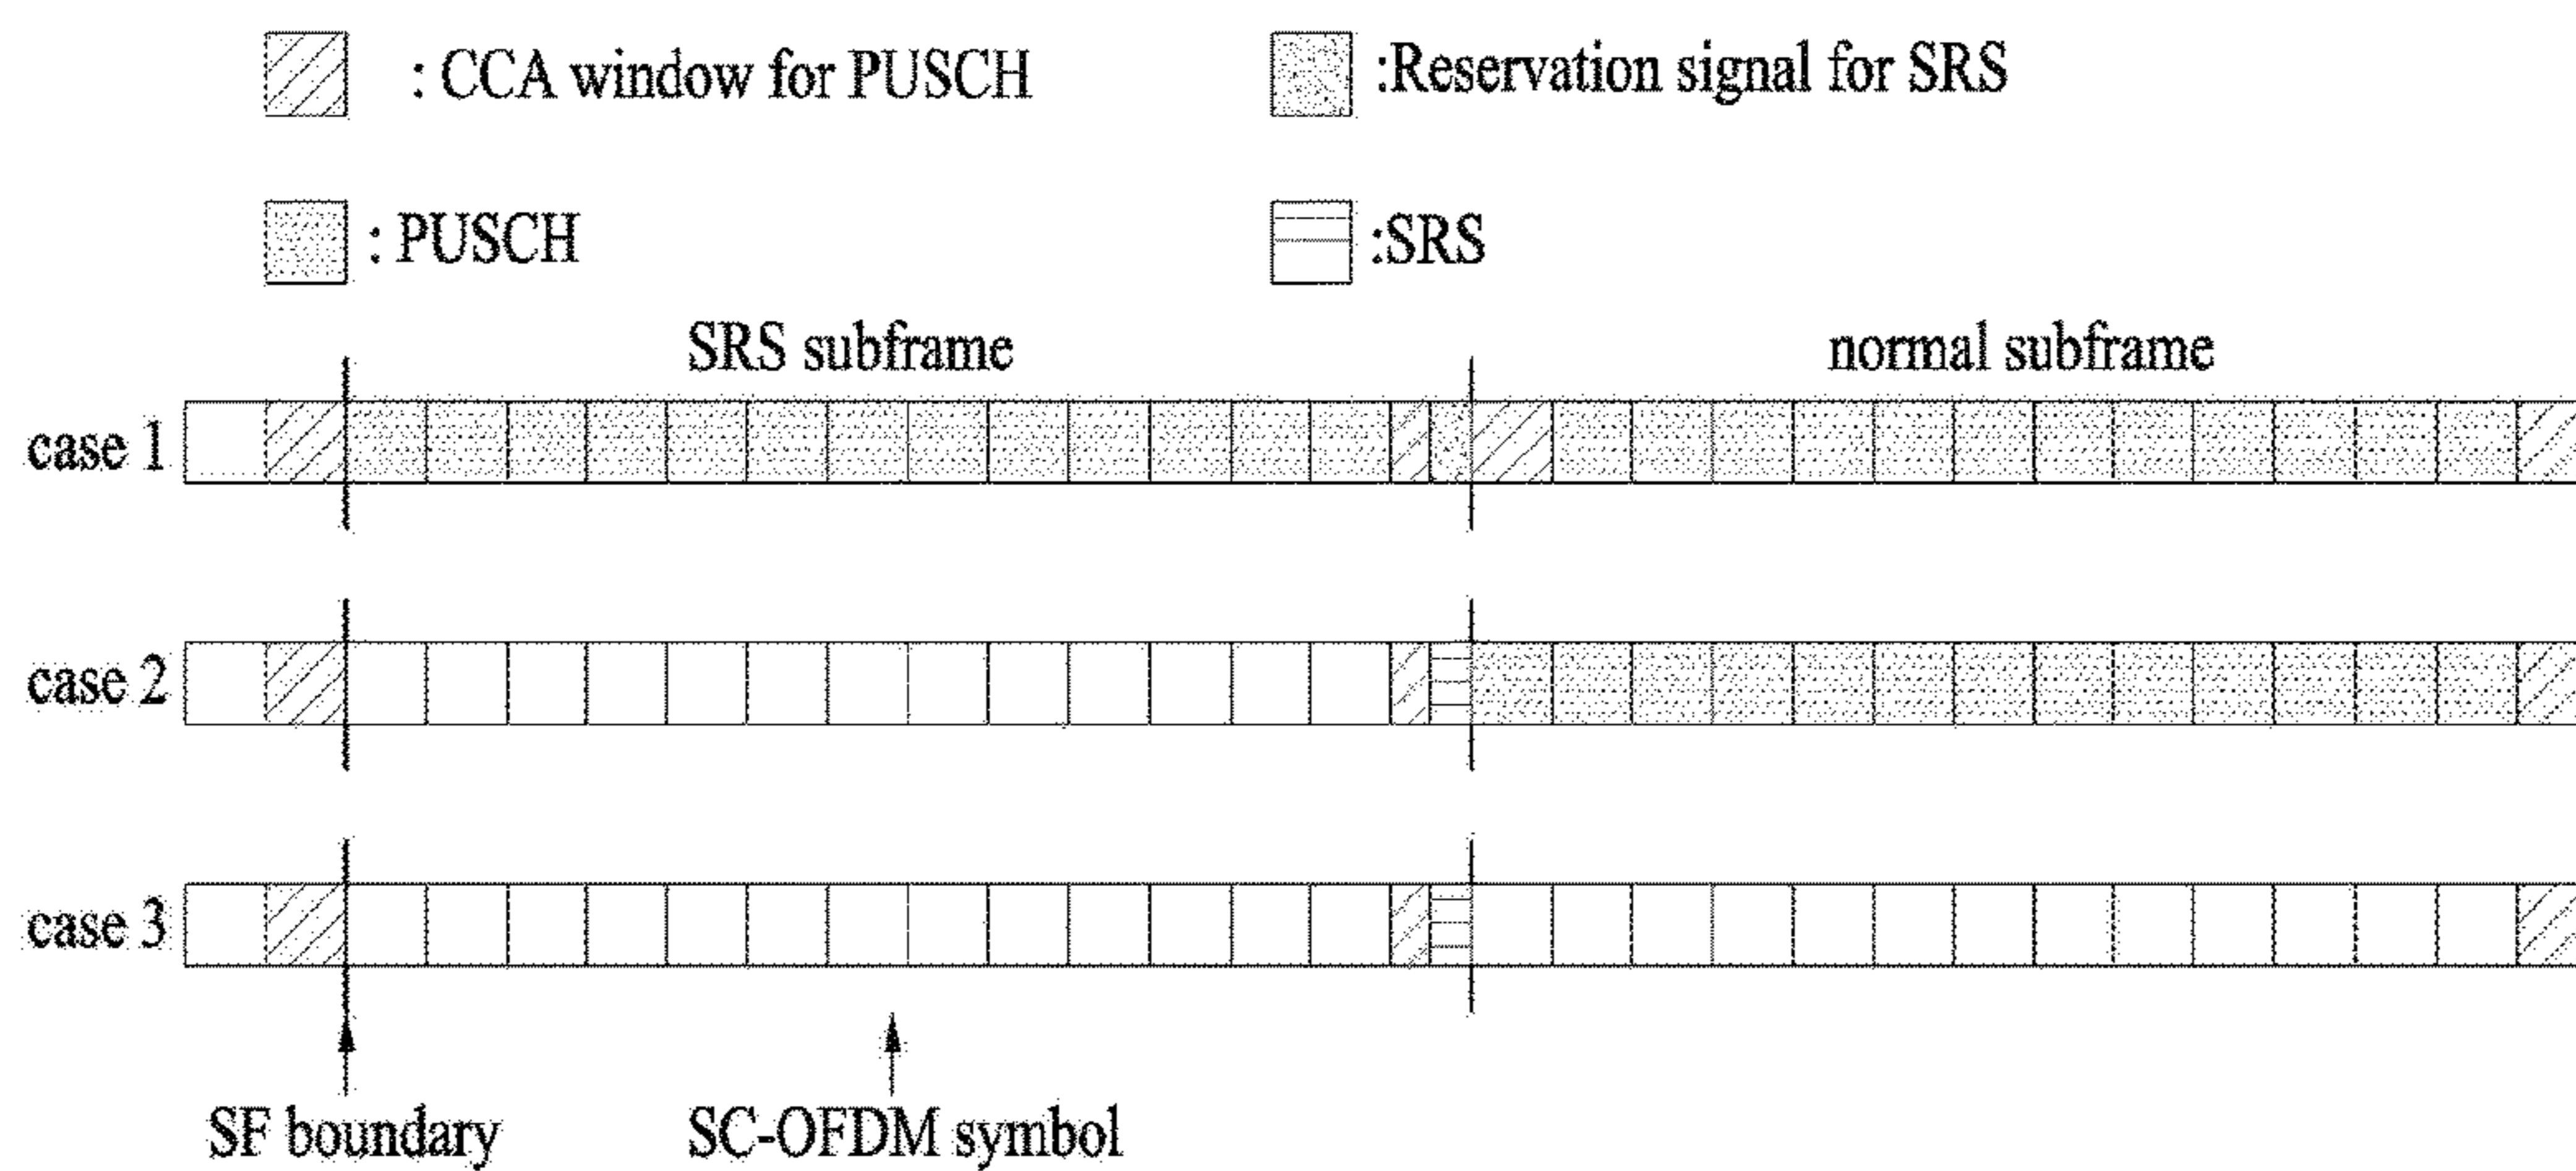 : CCA window for PUSCH
:Reservation signal for SRS
: PUSCH
:SRS
SRS subframe
normal subframe
case 1
case 2
case 3
SF boundary
SC-OFDM symbol